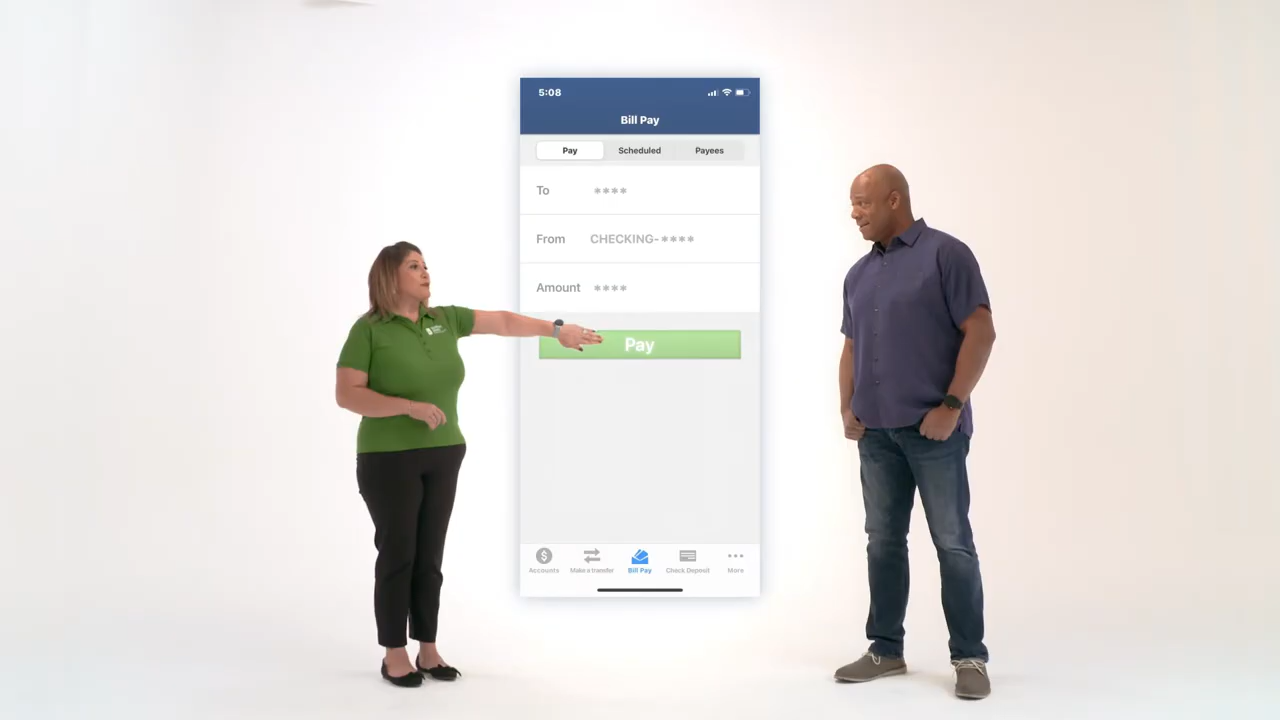 5:08
Bill Pay
Pay Scheduled Payees
To ****
From CHECKING-****
Amount ****
Pay
Accounts Make a transfer Bill Pay Check Deposit More